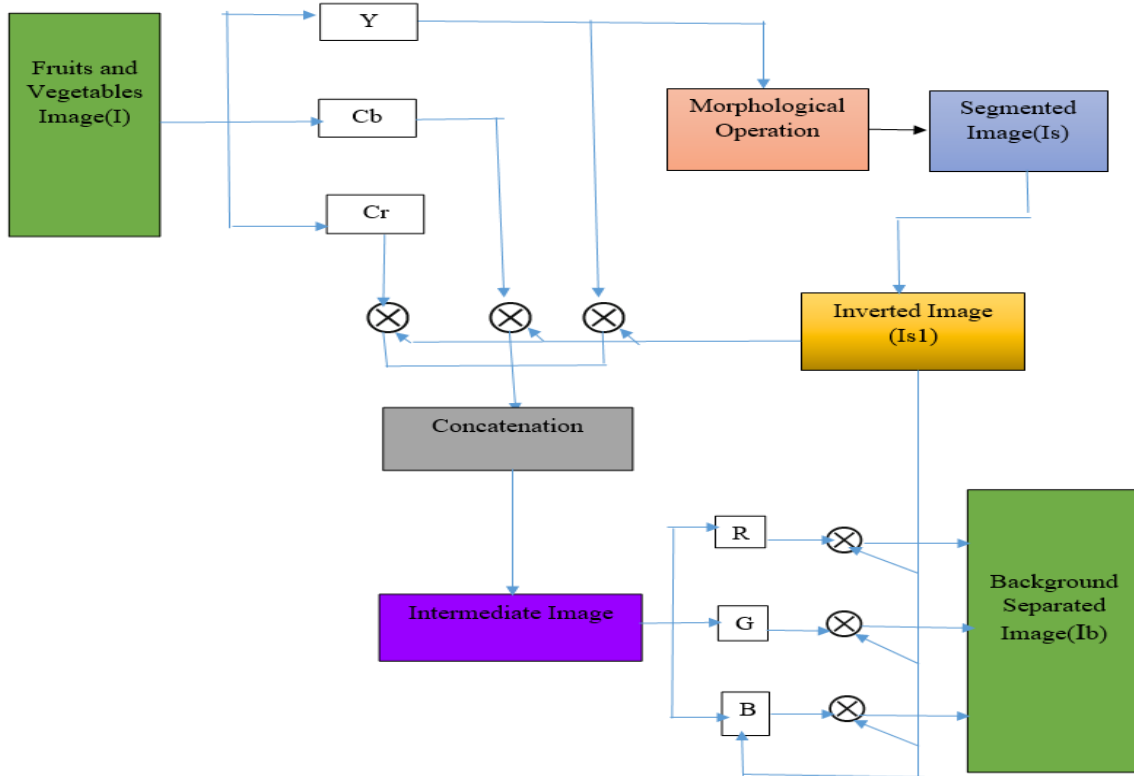 Fruits and
Vegetables
Image(I)
Y
Cb
Cr
Morphological
Operation
Segmented
Image(Is)
Inverted Image
(Is1)
Concatenation
Intermediate Image
R
G
B
Background
Separated
Image(Ib)